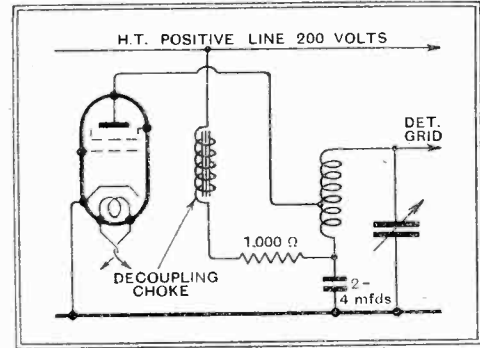 H.T. POSITIVE LINE 200 VOLTS
DET.
GRID
1,000 Ω
DECOUPLING
CHOKE
2-
4 mfds